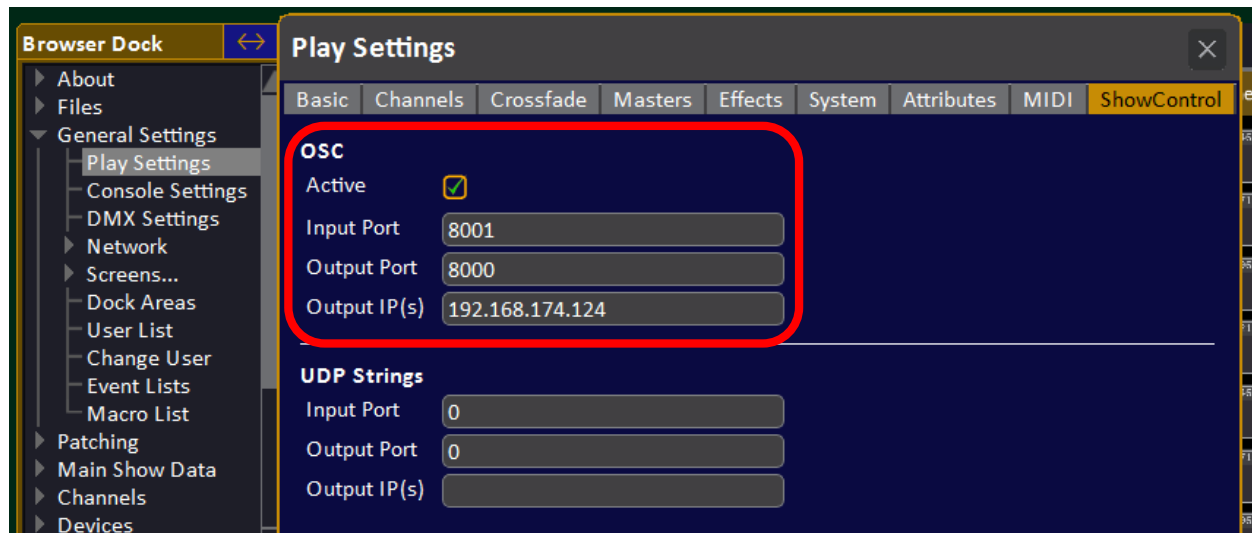 Browser Dock
About
Files
General Settings
Play Settings
Console Settings
DMX Settings
Network
Screens...
Dock Areas
User List
Change User
Event Lists
Macro List
Patching
Main Show Data
Channels
Devices
Play Settings
Basic Channels Crossfade Masters Effects System Attributes MIDI ShowControl
OSC
Active
Input Port 8001
Output Port 8000
Output IP(s) 192.168.174.124
UDP Strings
Input Port 0
Output Port 0
Output IP(s)